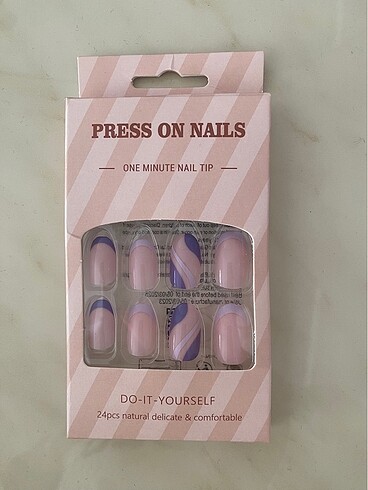 PRESS ON NAILS
ONE MINUTE NAIL TIP
DO-IT-YOURSELF
24pcs natural delicate & comfortable